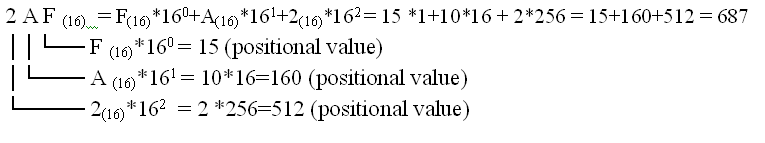 2 A F (16) = F(16)*16⁰+A(16)*16¹+2(16)*16² = 15 *1+10*16 + 2*256 = 15+160+512 = 687
F (16)*16⁰ = 15 (positional value)
A (16)*16¹ = 10*16=160 (positional value)
2(16)*16² = 2 *256=512 (positional value)